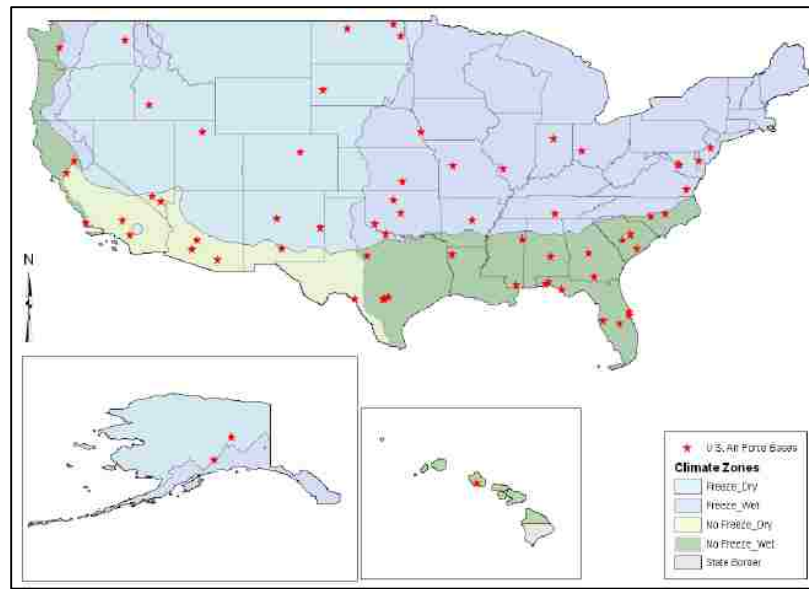 N
U.S. Air Force Bases
Climate Zones
Freeze_Dry
Freeze_Wet
No Freeze_Dry
No Freeze_Wet
State Border